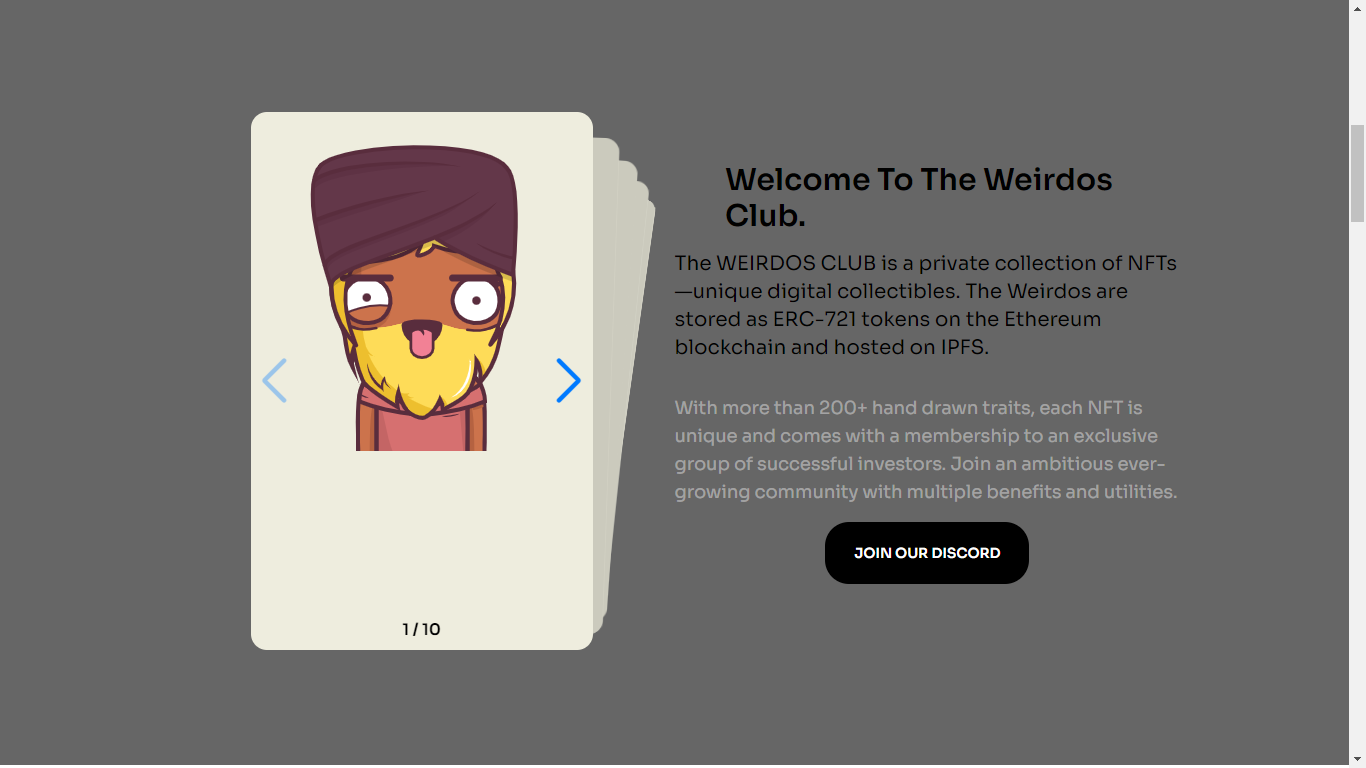 Welcome To The Weirdos
Club.
The WEIRDOS CLUB is a private collection of NFTs
—unique digital collectibles. The Weirdos are
stored as ERC-721 tokens on the Ethereum
blockchain and hosted on IPFS.
With more than 200+ hand drawn traits, each NFT is
unique and comes with a membership to an exclusive
group of successful investors. Join an ambitious ever-
growing community with multiple benefits and utilities.
JOIN OUR DISCORD
1 / 10